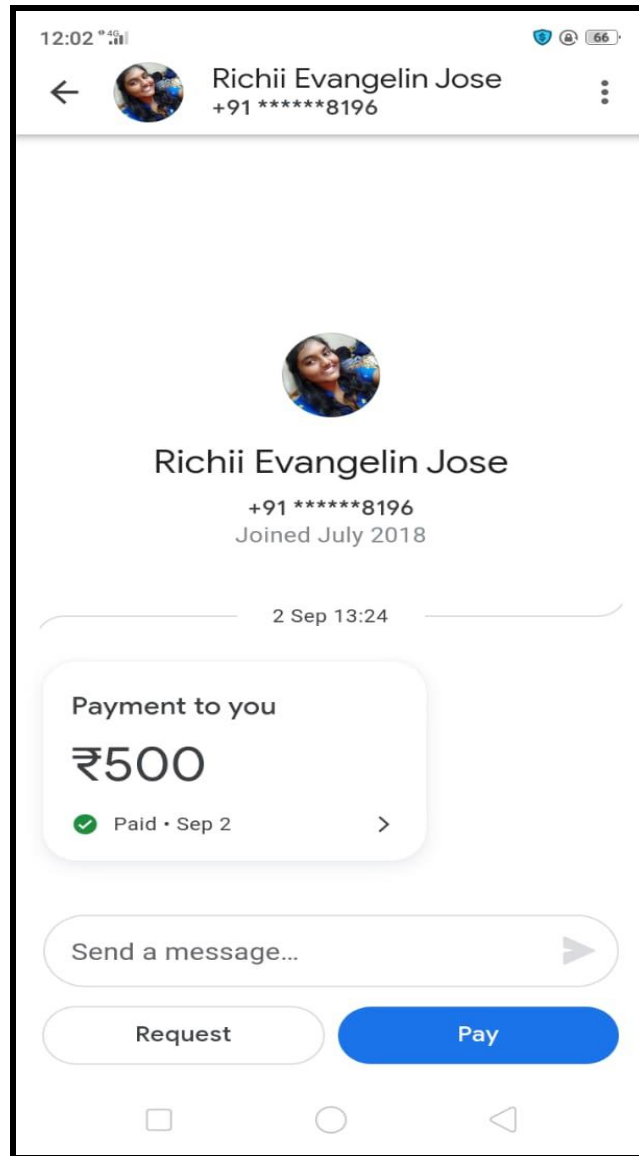 12:02 4G 66
Richii Evangelin Jose
+91 ******8196
Richii Evangelin Jose
+91 ******8196
Joined July 2018
2 Sep 13:24
Payment to you
₹500
Paid • Sep 2
Send a message...
Request Pay